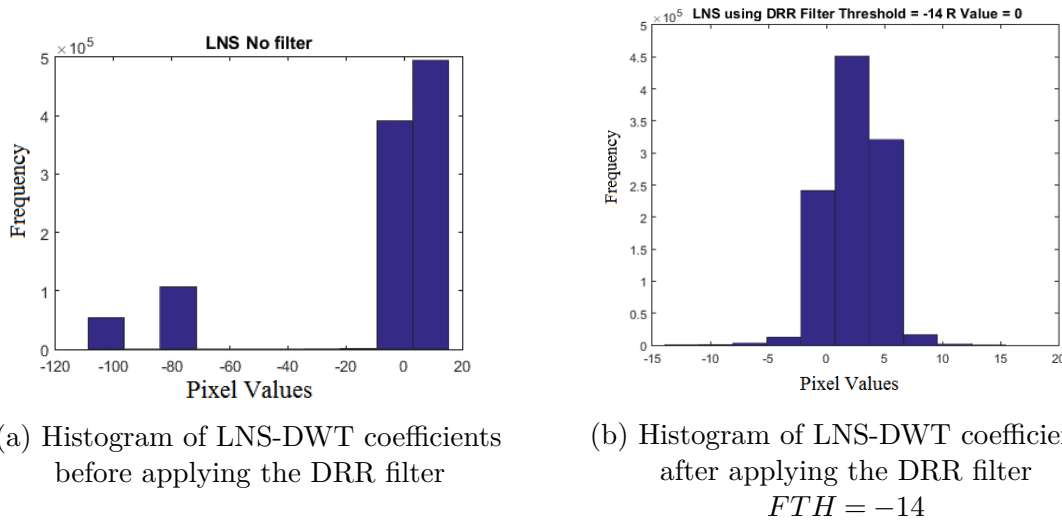 LNS No filter
×10⁵
5
4
3
2
1
0
Frequency
-120 -100 -80 -60 -40 -20 0 20
Pixel Values
(a) Histogram of LNS-DWT coefficients
before applying the DRR filter
LNS using DRR Filter Threshold = -14 R Value = 0
×10⁵
5
4.5
4
3.5
3
2.5
2
1.5
1
0.5
0
Frequency
-15 -10 -5 0 5 10 15 20
Pixel Values
(b) Histogram of LNS-DWT coefficie
after applying the DRR filter
FTH = −14